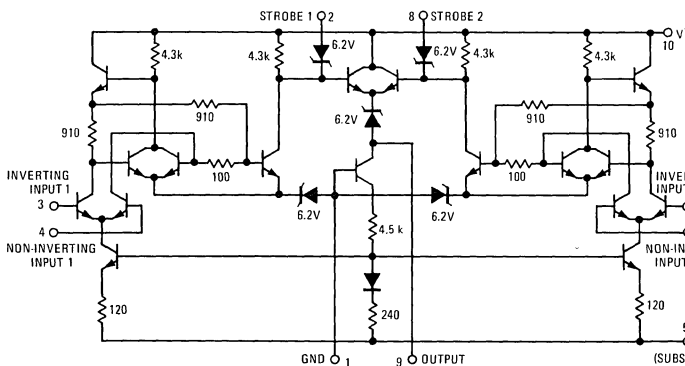 STROBE 1 2
8 STROBE 2
V
10
4.3k
4.3k
6.2V
6.2V
4.3k
4.3k
910
910
6.2V
910
910
100
100
INVERTING
INPUT 1
3
4
NON-INVERTING
INPUT 1
6.2V
6.2V
4.5 k
INVE
INPUT
NON-IN
INPUT
120
240
120
GND 1
9 OUTPUT
(SUBS